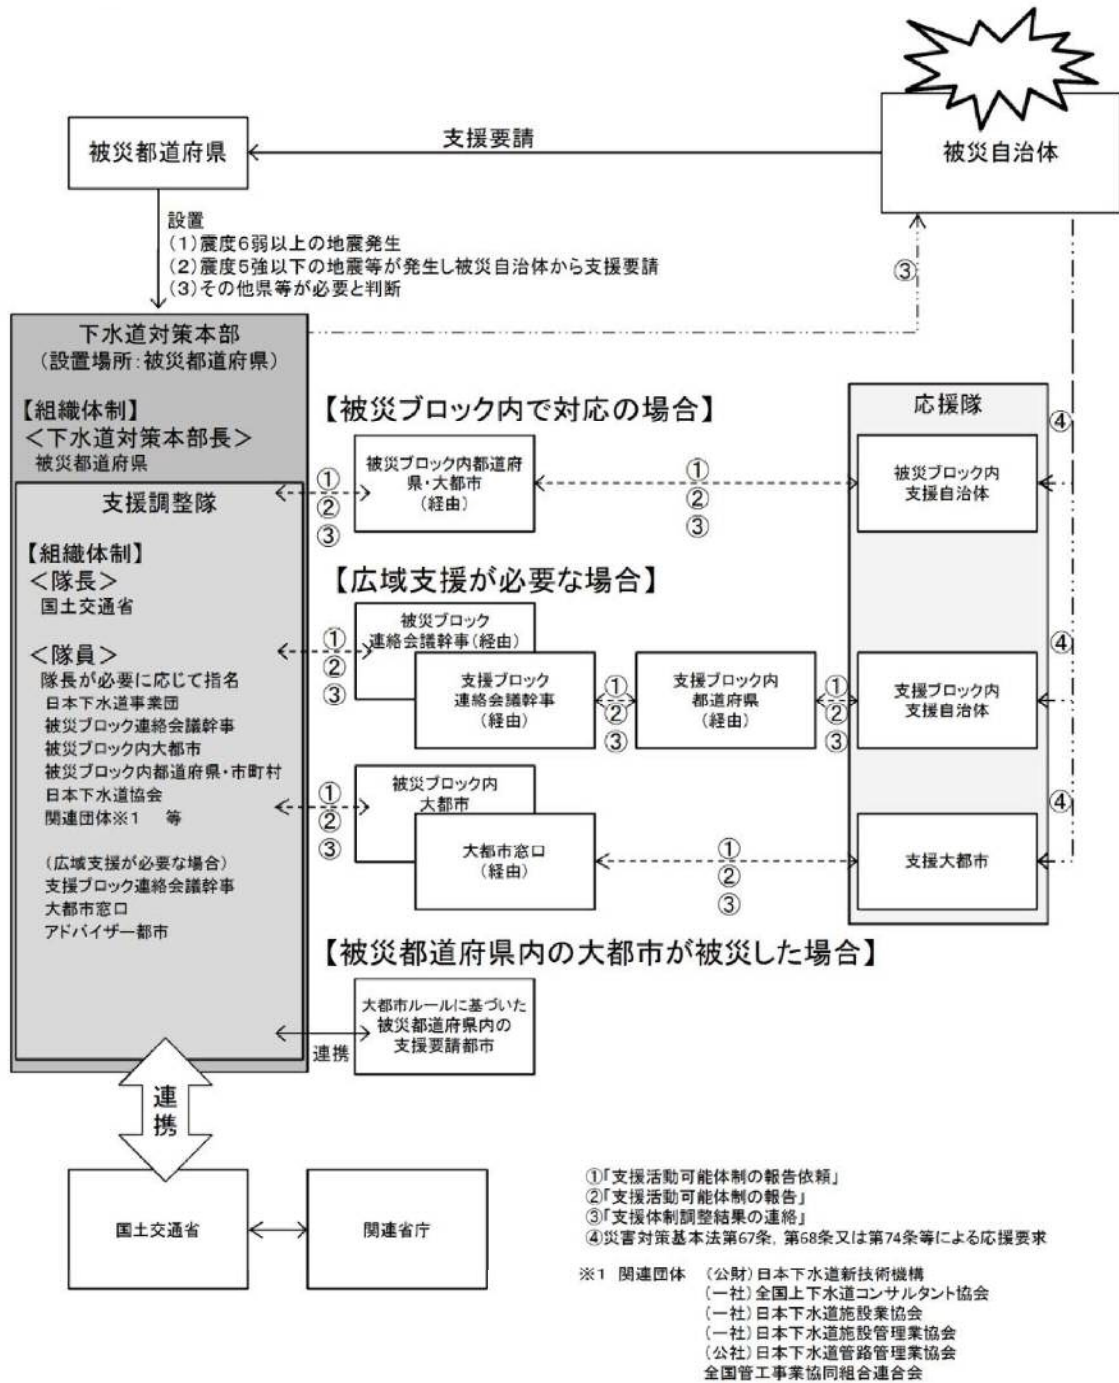 被災都道府県
支援要請
被災自治体
設置
(1)震度6弱以上の地震発生
(2)震度5強以下の地震等が発生し被災自治体から支援要請
(3)その他県等が必要と判断
③
下水道対策本部
(設置場所:被災都道府県)
【組織体制】
<下水道対策本部長>
被災都道府県
支援調整隊
【組織体制】
<隊長>
国土交通省
<隊員>
隊長が必要に応じて指名
日本下水道事業団
被災ブロック連絡会議幹事
被災ブロック内大都市
被災ブロック内都道府県・市町村
日本下水道協会
関連団体※1 等
(広域支援が必要な場合)
支援ブロック連絡会議幹事
大都市窓口
アドバイザー都市
【被災ブロック内で対応の場合】
①
②
③
被災ブロック内都道府
県・大都市
(経由)
①
②
③
応援隊
④
被災ブロック内
支援自治体
【広域支援が必要な場合】
①
②
③
被災ブロック
連絡会議幹事(経由)
支援ブロック
連絡会議幹事
(経由)
①
②
③
支援ブロック内
都道府県
(経由)
①
②
③
④
支援ブロック内
支援自治体
①
②
③
被災ブロック内
大都市
大都市窓口
(経由)
①
②
③
④
支援大都市
【被災都道府県内の大都市が被災した場合】
連携
大都市ルールに基づいた
被災都道府県内の
支援要請都市
連
携
国土交通省
関連省庁
①「支援活動可能体制の報告依頼」
②「支援活動可能体制の報告」
③「支援体制調整結果の連絡」
④災害対策基本法第67条,第68条又は第74条等による応援要求
※1 関連団体 (公財)日本下水道新技術機構
(一社)全国上下水道コンサルタント協会
(一社)日本下水道施設業協会
(一社)日本下水道施設管理業協会
(公社)日本下水道管路管理業協会
全国管工事業協同組合連合会